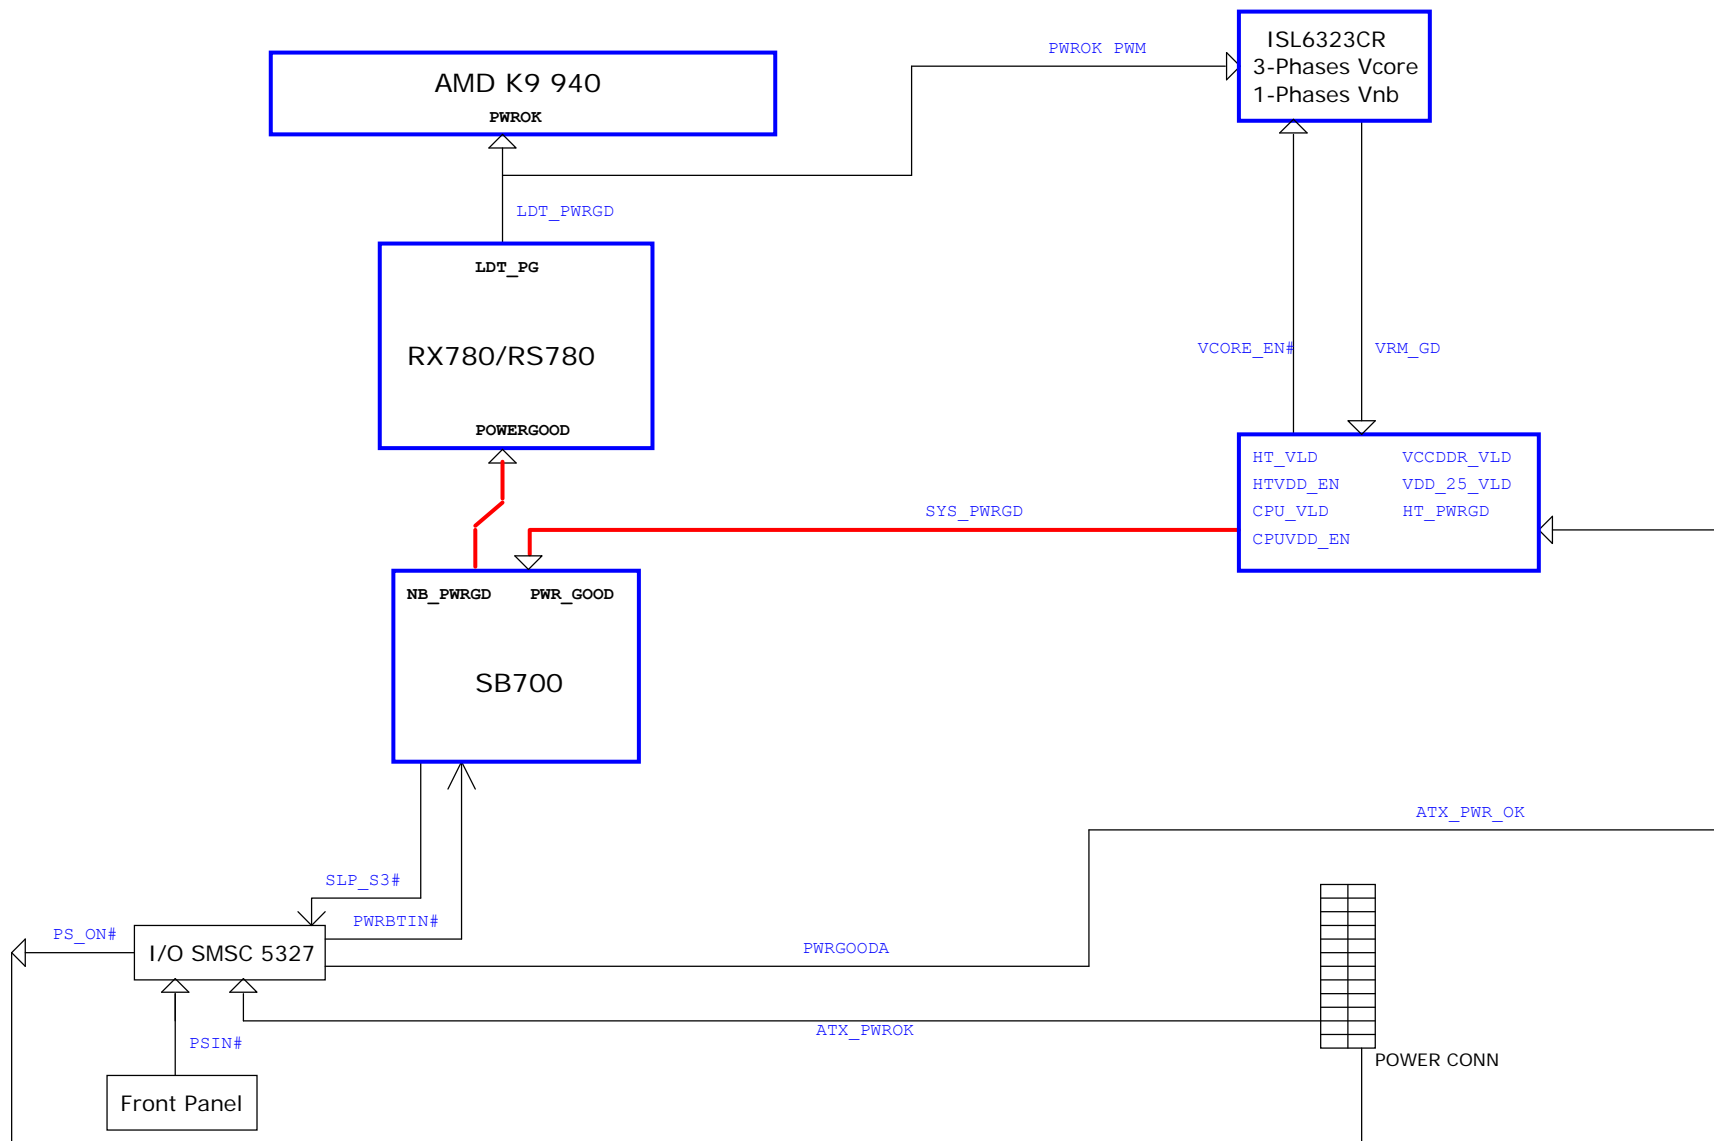 ISL6323CR
3-Phases Vcore
1-Phases Vnb
PWROK PWM
AMD K9 940
PWROK
LDT_PWRGD
LDT_PG
RX780/RS780
POWERGOOD
VCORE_EN#
VRM_GD
HT_VLD
VCCDDR_VLD
HTVDD_EN
VDD_25_VLD
CPU_VLD
HT_PWRGD
CPUVDD_EN
SYS_PWRGD
NB_PWRGD
PWR_GOOD
SB700
ATX_PWR_OK
SLP_S3#
PWRBTIN#
PS_ON#
I/O SMSC 5327
PWRGOODA
ATX_PWROK
PSIN#
POWER CONN
Front Panel